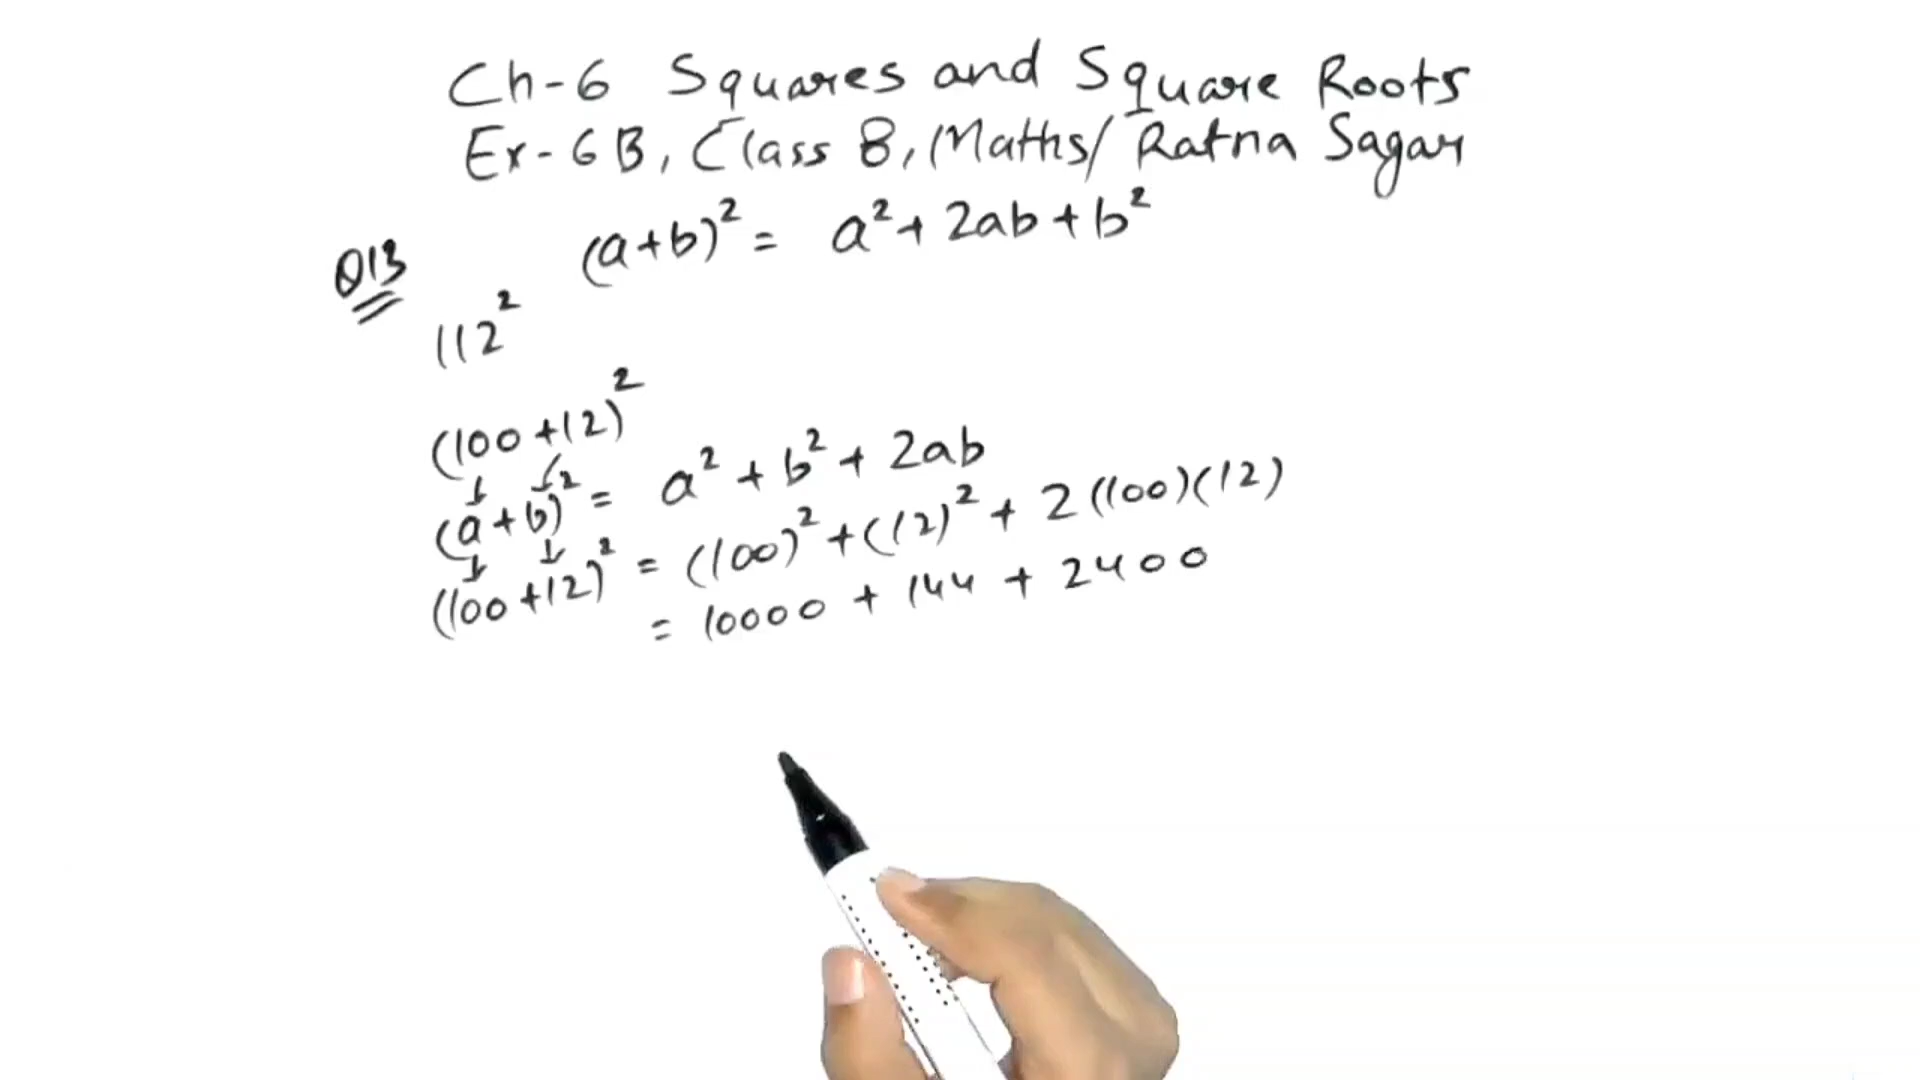 Ch-6 Squares and Square Roots
Ex-6B, Class 8, Maths/Ratna Sagar
(a+b)² = a² + 2ab + b²
Q13
112²
(100+12)²
(a+b)² = a² + b² + 2ab
(100+12)² = (100)² + (12)² + 2(100)(12)
= 10000 + 144 + 2400